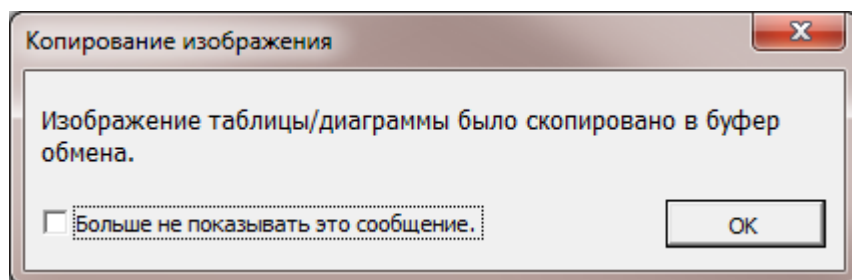 Копирование изображения
Изображение таблицы/диаграммы было скопировано в буфер
обмена.
Больше не показывать это сообщение.
OK